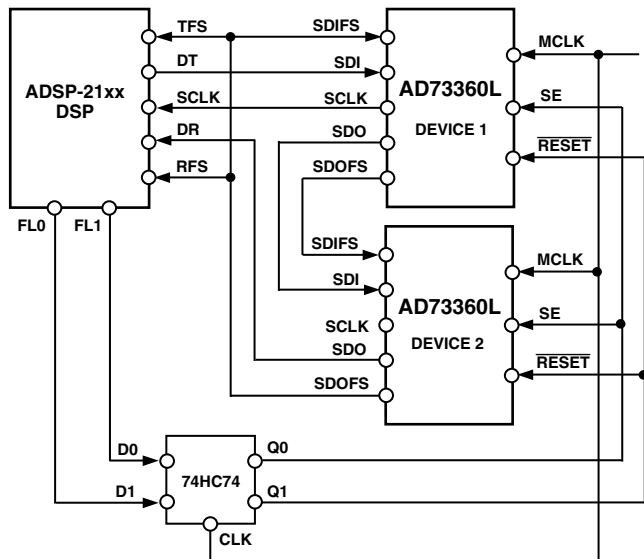 TFS
SDIFS
MCLK
DT
SDI
ADSP-21xx
DSP
AD73360L
SCLK
SCLK
SE
DR
SDO
DEVICE 1
RESET
RFS
SDOFS
FL0
FL1
SDIFS
MCLK
SDI
AD73360L
SCLK
SE
DEVICE 2
SDO
RESET
SDOFS
D0
Q0
74HC74
D1
Q1
CLK